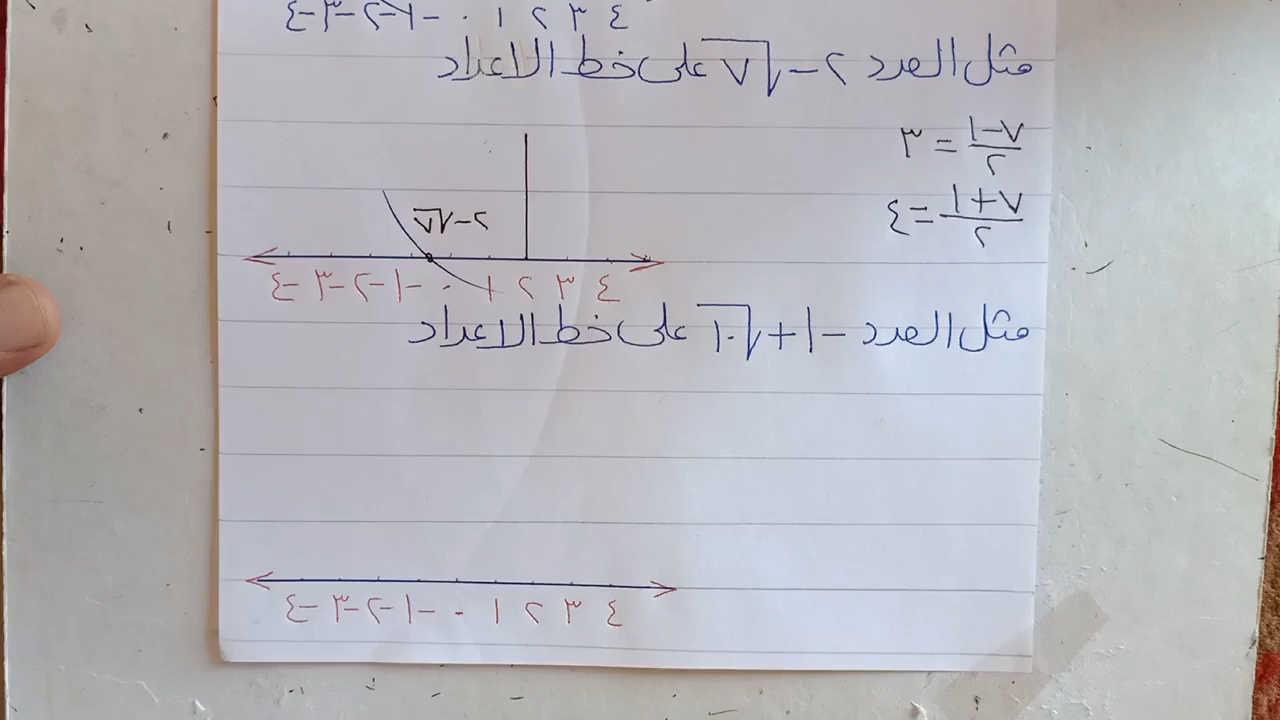 ٤ ٣ ٢ ١ ٠ -١ -٢ -٣ -٤
مثل العدد ٢ - √٧ على خط الاعداد
(٧-١)/٢ = ٣
(٧+١)/٢ = ٤
٢-√٧
٤ ٣ ٢ ١ ٠ -١ -٢ -٣ -٤
مثل العدد -١ + √١٠ على خط الاعداد
٤ ٣ ٢ ١ ٠ -١ -٢ -٣ -٤